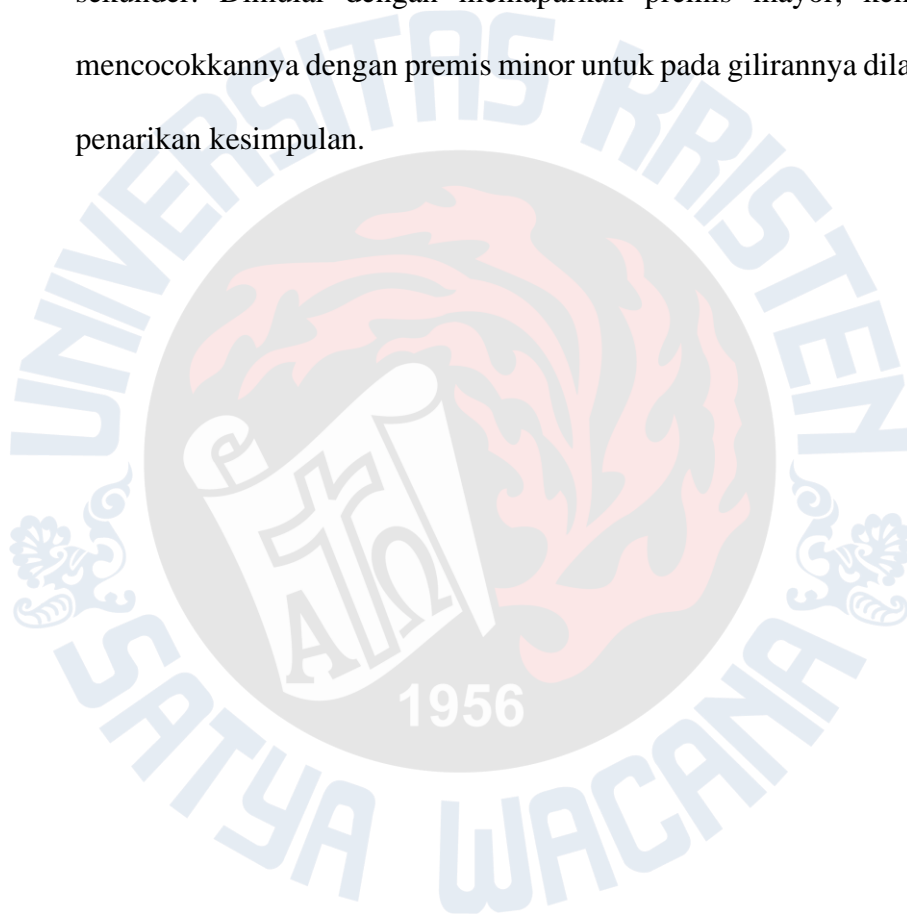 mencocokkannya dengan premis minor untuk pada gilirannya dila
penarikan kesimpulan.
UNIVERSITAS KRISTEN
SATYA WACANA
Α Ω
1956